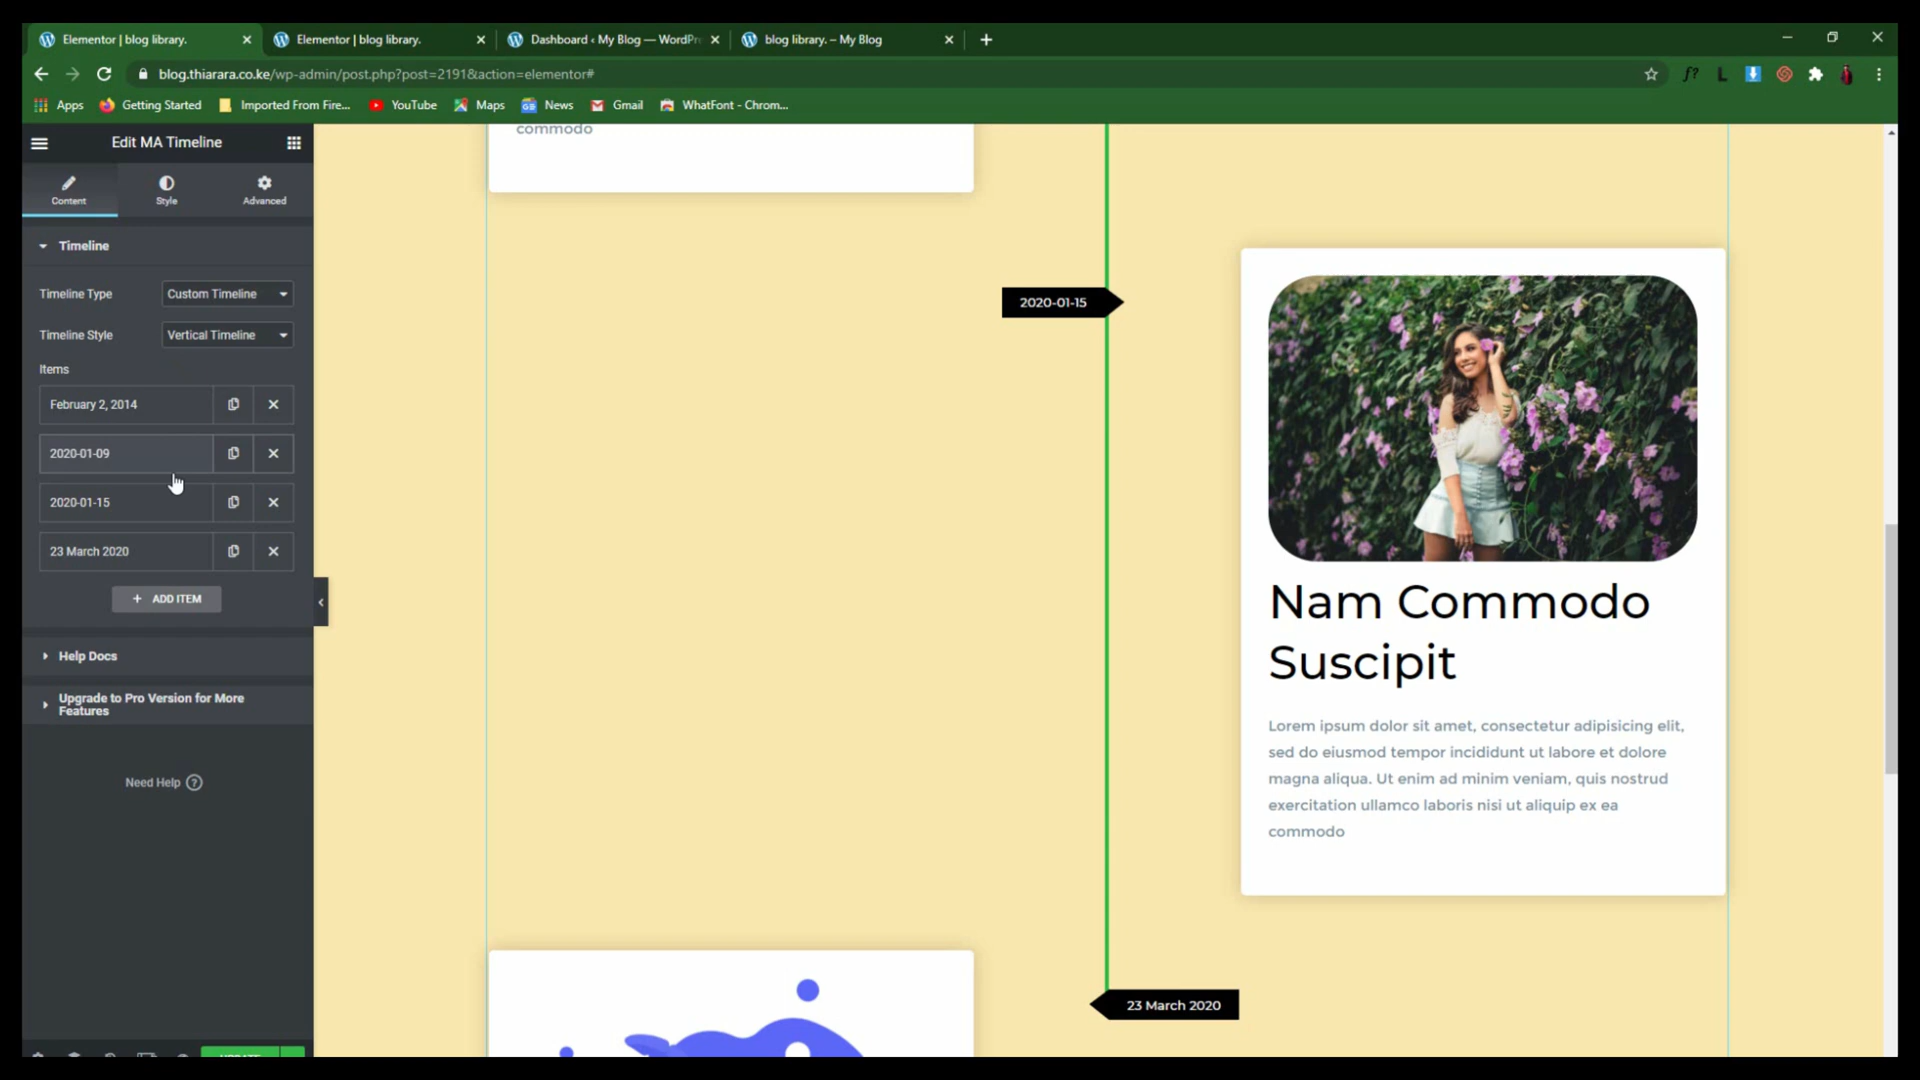 Elementor | blog library.
Elementor | blog library.
Dashboard ‹ My Blog — WordPr
blog library. – My Blog
blog.thiarara.co.ke/wp-admin/post.php?post=2191&action=elementor#
Apps
Getting Started
Imported From Fire...
YouTube
Maps
News
Gmail
WhatFont - Chrom...
Edit MA Timeline
Content
Style
Advanced
Timeline
Timeline Type
Custom Timeline
Timeline Style
Vertical Timeline
Items
February 2, 2014
2020-01-09
2020-01-15
23 March 2020
+ ADD ITEM
Help Docs
Upgrade to Pro Version for More
Features
Need Help ?
UPDATE
commodo
2020-01-15
Nam Commodo
Suscipit
Lorem ipsum dolor sit amet, consectetur adipisicing elit,
sed do eiusmod tempor incididunt ut labore et dolore
magna aliqua. Ut enim ad minim veniam, quis nostrud
exercitation ullamco laboris nisi ut aliquip ex ea
commodo
23 March 2020